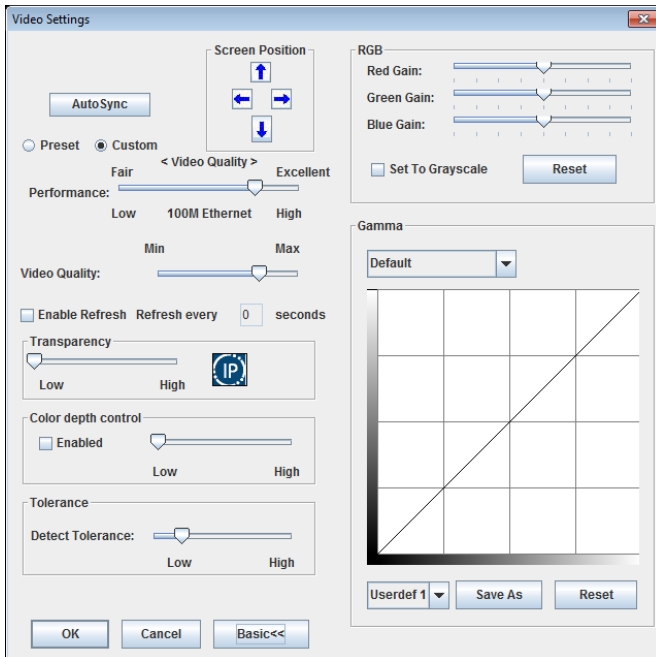 Video Settings
Screen Position
AutoSync
Preset
Custom
< Video Quality >
Fair
Excellent
Performance:
Low
100M Ethernet
High
Min
Max
Video Quality:
Enable Refresh
Refresh every
0
seconds
Transparency
Low
High
IP
Color depth control
Enabled
Low
High
Tolerance
Detect Tolerance:
Low
High
OK
Cancel
Basic<<
RGB
Red Gain:
Green Gain:
Blue Gain:
Set To Grayscale
Reset
Gamma
Default
Userdef 1
Save As
Reset